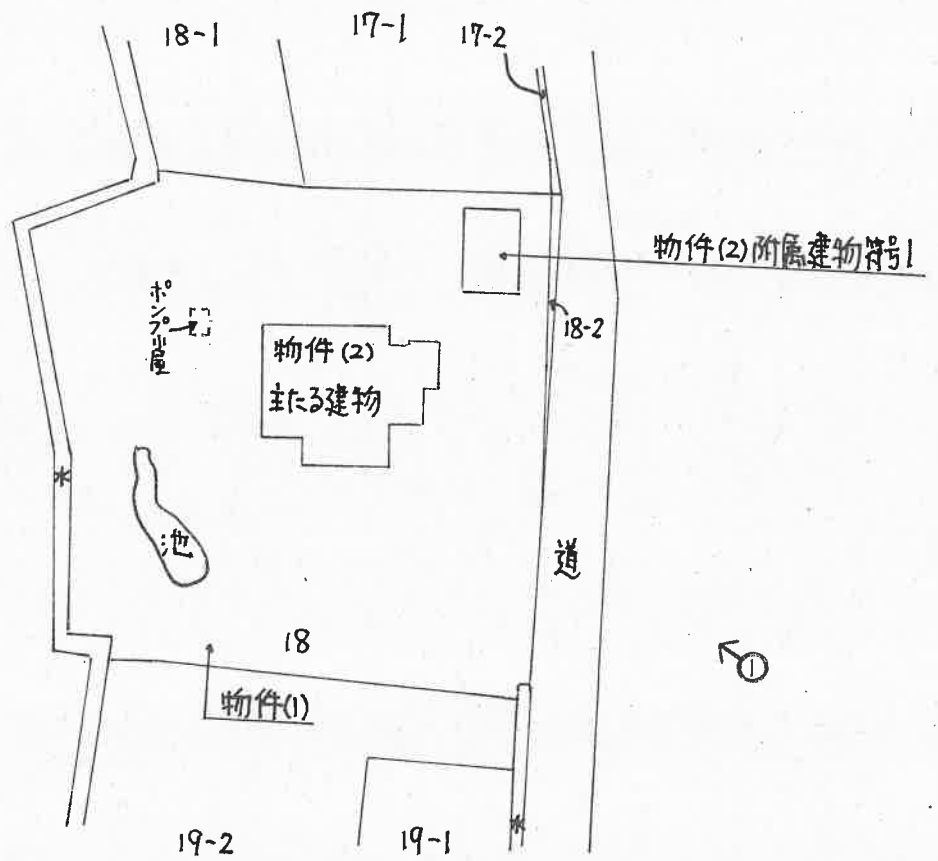 18-1
17-1
17-2
物件(2)附属建物符号1
ポンプ小屋
18-2
物件(2)
主たる建物
*
池
道
18
①
物件(1)
19-2
19-1
*